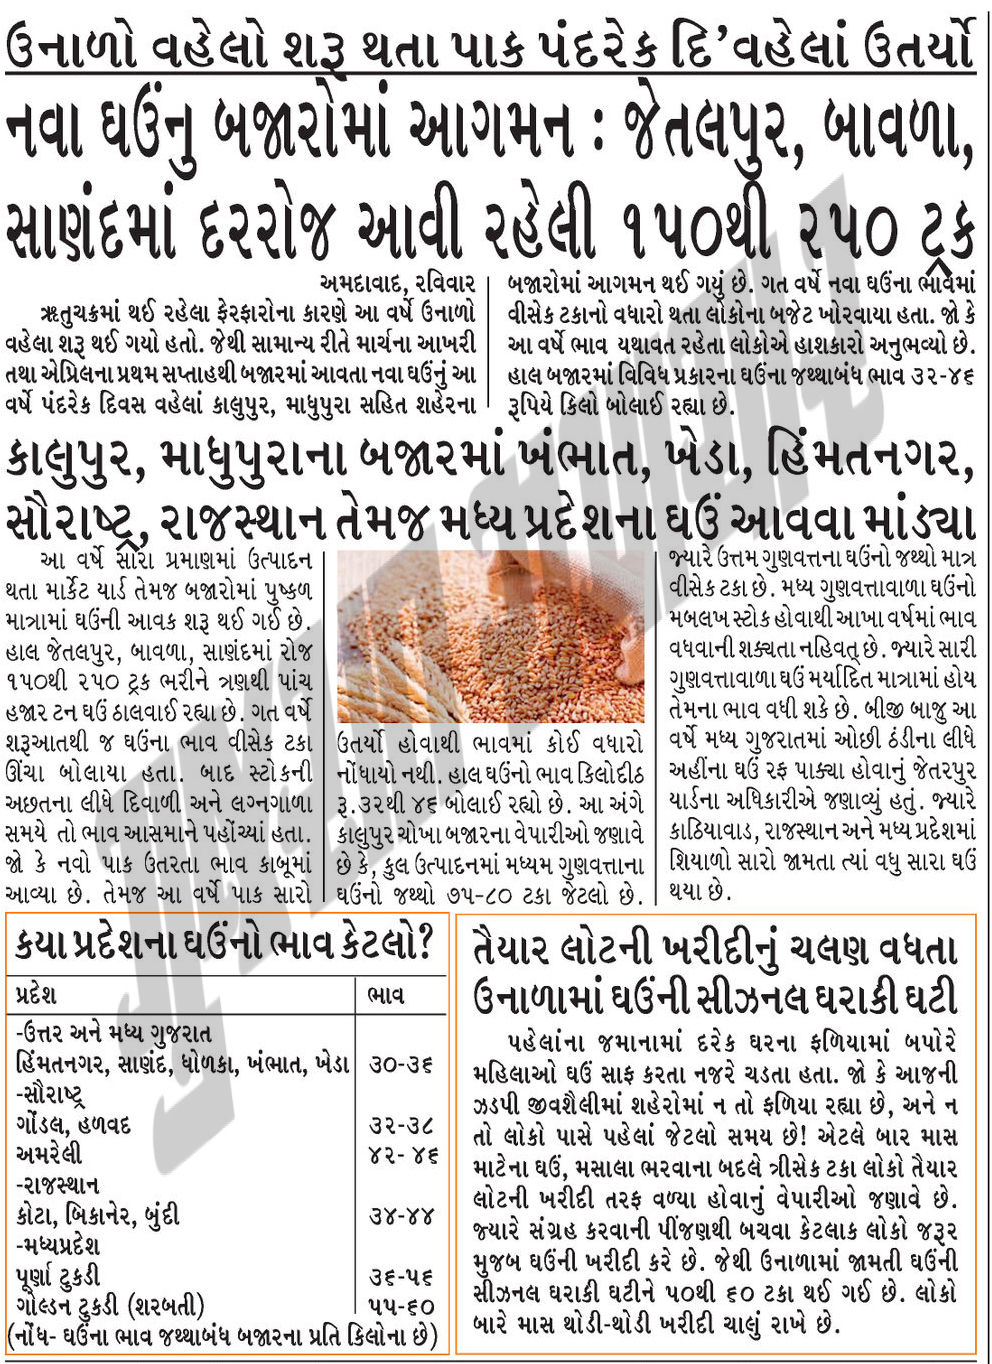 ઉનાળો વહેલો શરૂ થતા પાક પંદરેક દિ'વહેલાં ઉતર્યો
નવા ઘઉંનુ બજારોમાં આગમન : જેતલપુર, બાવળા,
સાણંદમાં દરરોજ આવી રહેલી ૧૫૦થી ૨૫૦ ટ્રક
અમદાવાદ, રવિવાર
ઋતુચક્રમાં થઈ રહેલા ફેરફારોના કારણે આ વર્ષે ઉનાળો
વહેલા શરૂ થઈ ગયો હતો. જેથી સામાન્ય રીતે માર્ચના આખરી
તથા એપ્રિલના પ્રથમ સપ્તાહથી બજારમાં આવતા નવા ઘઉંનું આ
વર્ષે પંદરેક દિવસ વહેલાં કાલુપુર, માધુપુરા સહિત શહેરના
બજારોમાં આગમન થઈ ગયું છે. ગત વર્ષે નવા ઘઉંના ભાવમાં
વીસેક ટકાનો વધારો થતા લોકોના બજેટ ખોરવાયા હતા. જો કે
આ વર્ષે ભાવ યથાવત રહેતા લોકોએ હાશકારો અનુભવ્યો છે.
હાલ બજારમાં વિવિધ પ્રકારના ઘઉંના જથ્થાબંધ ભાવ ૩૨-૪૬
રૂપિયે કિલો બોલાઈ રહ્યા છે.
કાલુપુર, માધુપુરાના બજારમાં ખંભાત, ખેડા, હિંમતનગર,
સૌરાષ્ટ્ર, રાજસ્થાન તેમજ મધ્ય પ્રદેશના ઘઉં આવવા માંડ્યા
આ વર્ષે સારા પ્રમાણમાં ઉત્પાદન
થતા માર્કેટ યાર્ડ તેમજ બજારોમાં પુષ્કળ
માત્રામાં ઘઉંની આવક શરૂ થઈ ગઈ છે.
હાલ જેતલપુર, બાવળા, સાણંદમાં રોજ
૧૫૦થી ૨૫૦ ટ્રક ભરીને ત્રણથી પાંચ
હજાર ટન ઘઉં ઠાલવાઈ રહ્યા છે. ગત વર્ષે
શરૂઆતથી જ ઘઉંના ભાવ વીસેક ટકા
ઊંચા બોલાયા હતા. બાદ સ્ટોકની
અછતના લીધે દિવાળી અને લગ્નગાળા
સમયે તો ભાવ આસમાને પહોંચ્યાં હતા.
જો કે નવો પાક ઉતરતા ભાવ કાબૂમાં
આવ્યા છે. તેમજ આ વર્ષે પાક સારો
ઉતર્યો હોવાથી ભાવમાં કોઈ વધારો
નોંધાયો નથી. હાલ ઘઉંનો ભાવ કિલોદીઠ
રૂ.૩૨થી ૪૬ બોલાઈ રહ્યો છે. આ અંગે
કાલુપુર ચોખા બજારના વેપારીઓ જણાવે
છે કે, કુલ ઉત્પાદનમાં મધ્યમ ગુણવત્તાના
ઘઉંનો જથ્થો ૭૫-૮૦ ટકા જેટલો છે.
જ્યારે ઉત્તમ ગુણવત્તના ઘઉંનો જથ્થો માત્ર
વીસેક ટકા છે. મધ્ય ગુણવત્તાવાળા ઘઉંનો
મબલખ સ્ટોક હોવાથી આખા વર્ષમાં ભાવ
વધવાની શક્યતા નહિવત્ છે. જ્યારે સારી
ગુણવત્તાવાળા ઘઉં મર્યાદિત માત્રામાં હોય
તેમના ભાવ વધી શકે છે. બીજી બાજુ આ
વર્ષે મધ્ય ગુજરાતમાં ઓછી ઠંડીના લીધે
અહીંના ઘઉં રફ પાક્યા હોવાનું જેતરપુર
યાર્ડના અધિકારીએ જણાવ્યું હતું. જ્યારે
કાઠિયાવાડ, રાજસ્થાન અને મધ્ય પ્રદેશમાં
શિયાળો સારો જામતા ત્યાં વધુ સારા ઘઉં
થયા છે.
કયા પ્રદેશના ઘઉંનો ભાવ કેટલો?
પ્રદેશ ભાવ
-ઉત્તર અને મધ્ય ગુજરાત
હિંમતનગર, સાણંદ, ધોળકા, ખંભાત, ખેડા ૩૦-૩૬
-સૌરાષ્ટ્ર
ગોંડલ, હળવદ ૩૨-૩૮
અમરેલી ૪૨- ૪૬
-રાજસ્થાન
કોટા, બિકાનેર, બુંદી ૩૪-૪૪
-મધ્યપ્રદેશ
પૂર્ણા ટુકડી ૩૬-૫૬
ગોલ્ડન ટુકડી (શરબતી) ૫૫-૬૦
(નોંધ- ઘઉંના ભાવ જથ્થાબંધ બજારના પ્રતિ કિલોના છે)
તૈયાર લોટની ખરીદીનું ચલણ વધતા
ઉનાળામાં ઘઉંની સીઝનલ ઘરાકી ઘટી
પહેલાંના જમાનામાં દરેક ઘરના ફળિયામાં બપોરે
મહિલાઓ ઘઉં સાફ કરતા નજરે ચડતા હતા. જો કે આજની
ઝડપી જીવશૈલીમાં શહેરોમાં ન તો ફળિયા રહ્યા છે, અને ન
તો લોકો પાસે પહેલાં જેટલો સમય છે! એટલે બાર માસ
માટેના ઘઉં, મસાલા ભરવાના બદલે ત્રીસેક ટકા લોકો તૈયાર
લોટની ખરીદી તરફ વળ્યા હોવાનું વેપારીઓ જણાવે છે.
જ્યારે સંગ્રહ કરવાની પીંજણથી બચવા કેટલાક લોકો જરૂર
મુજબ ઘઉંની ખરીદી કરે છે. જેથી ઉનાળામાં જામતી ઘઉંની
સીઝનલ ઘરાકી ઘટીને ૫૦થી ૬૦ ટકા થઈ ગઈ છે. લોકો
બારે માસ થોડી-થોડી ખરીદી ચાલું રાખે છે.